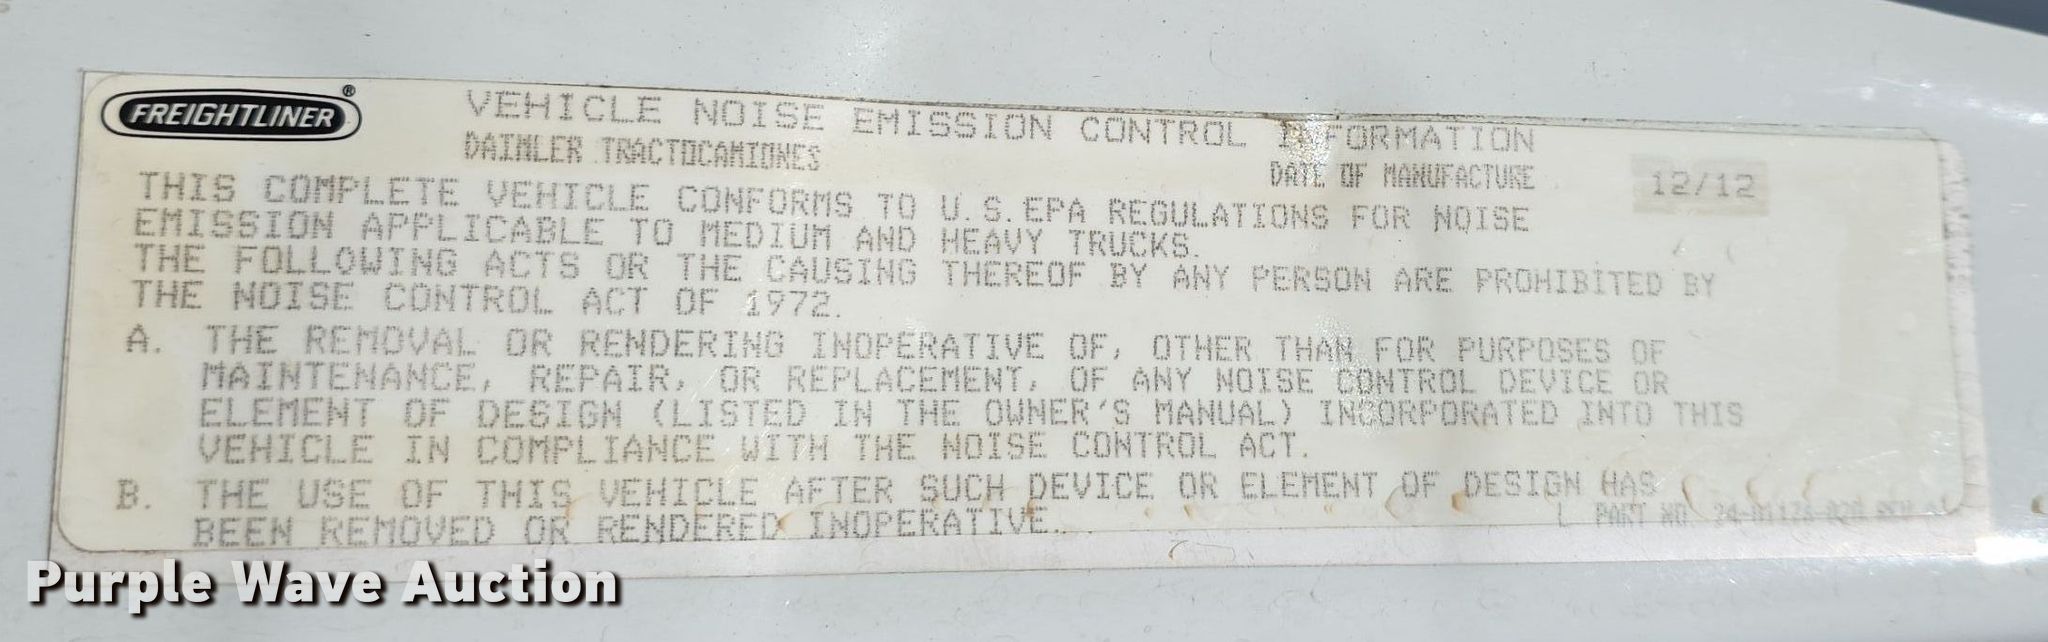 FREIGHTLINER®
VEHICLE NOISE EMISSION CONTROL INFORMATION
DAIMLER TRACTOCAMIONES
DATE OF MANUFACTURE 12/12
THIS COMPLETE VEHICLE CONFORMS TO U.S.EPA REGULATIONS FOR NOISE
EMISSION APPLICABLE TO MEDIUM AND HEAVY TRUCKS.
THE FOLLOWING ACTS OR THE CAUSING THEREOF BY ANY PERSON ARE PROHIBITED BY
THE NOISE CONTROL ACT OF 1972.
A. THE REMOVAL OR RENDERING INOPERATIVE OF, OTHER THAN FOR PURPOSES OF
MAINTENANCE, REPAIR, OR REPLACEMENT, OF ANY NOISE CONTROL DEVICE OR
ELEMENT OF DESIGN (LISTED IN THE OWNER'S MANUAL) INCORPORATED INTO THIS
VEHICLE IN COMPLIANCE WITH THE NOISE CONTROL ACT.
B. THE USE OF THIS VEHICLE AFTER SUCH DEVICE OR ELEMENT OF DESIGN HAS
BEEN REMOVED OR RENDERED INOPERATIVE.
PART NO
Purple Wave Auction